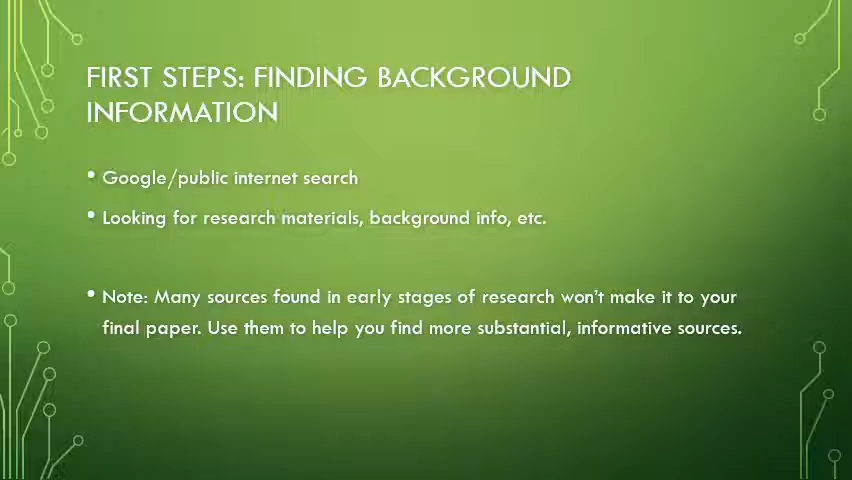 FIRST STEPS: FINDING BACKGROUND
INFORMATION
• Google/public internet search
• Looking for research materials, background info, etc.
• Note: Many sources found in early stages of research won't make it to your
final paper. Use them to help you find more substantial, informative sources.